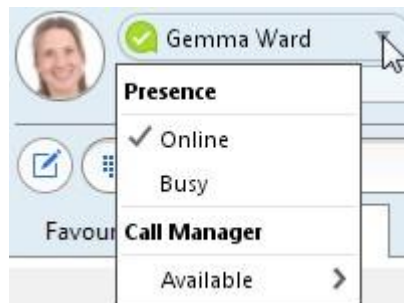 Gemma Ward
Presence
Online
Busy
Favour
Call Manager
Available